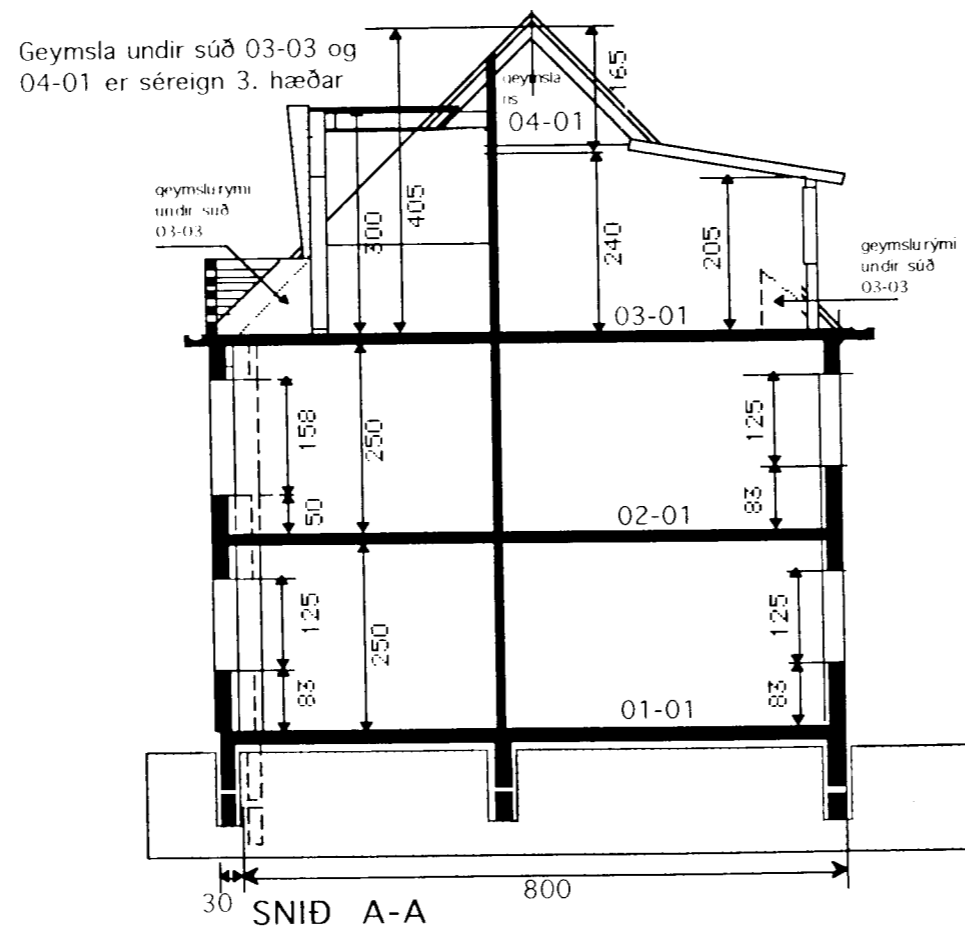 Geymsla undir súð 03-03 og
04-01 er séreign 3. hæðar
geymsla
ris
04-01
165
405
300
240
205
geymslurými
undir súð
03-03
geymslurými
undir súð
03-03
03-01
158
250
125
50
83
02-01
125
250
125
83
83
01-01
30
800
SNIÐ A-A